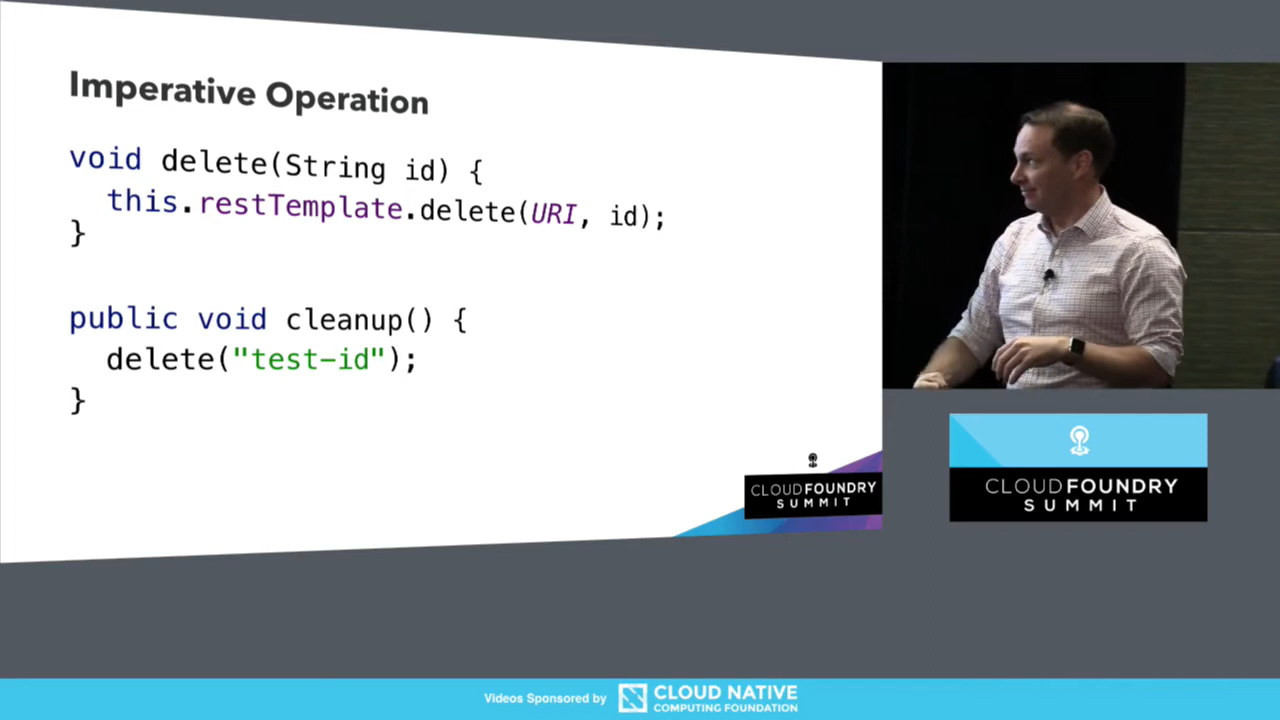 Imperative Operation
void delete(String id) {
this.restTemplate.delete(URI, id);
}
public void cleanup() {
delete("test-id");
}
CLOUDFOUNDRY
SUMMIT
CLOUDFOUNDRY
SUMMIT
Videos Sponsored by
CLOUD NATIVE
COMPUTING FOUNDATION